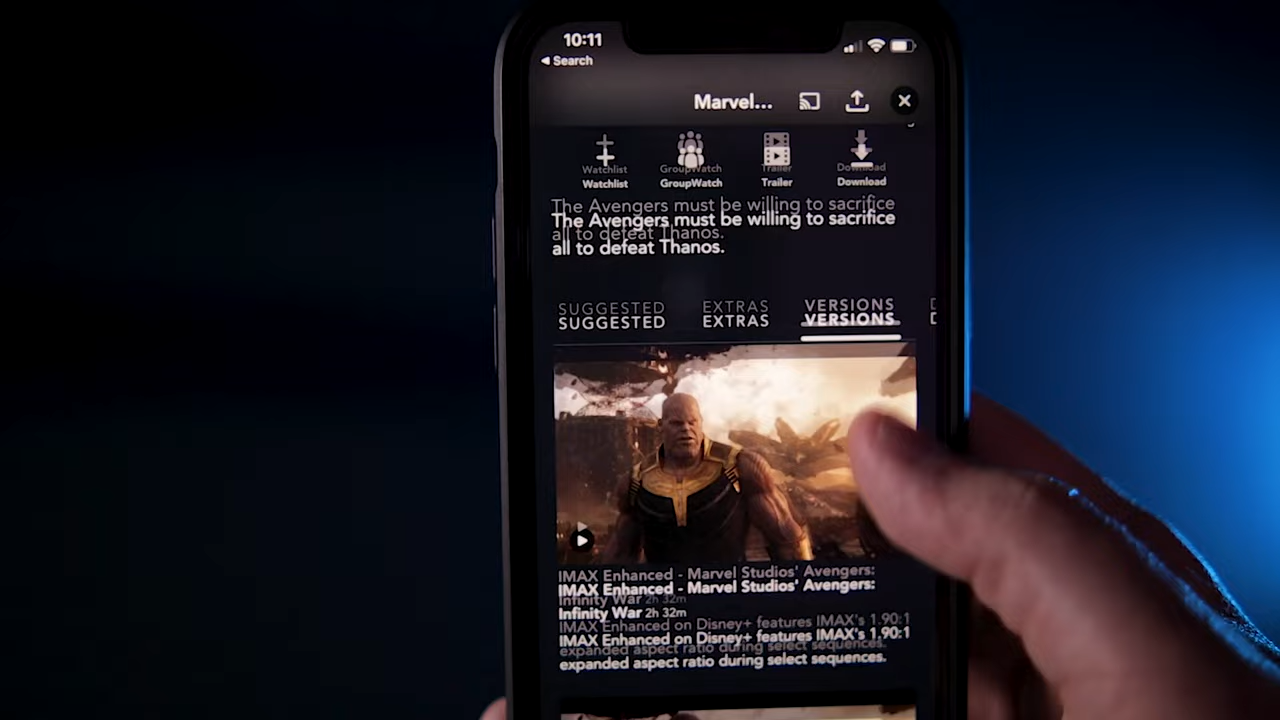 10:11
Search
Marvel...
Watchlist GroupWatch Trailer Download
The Avengers must be willing to sacrifice
all to defeat Thanos.
SUGGESTED EXTRAS VERSIONS
IMAX Enhanced - Marvel Studios' Avengers:
Infinity War 2h 32m
IMAX Enhanced on Disney+ features IMAX's 1.90:1
expanded aspect ratio during select sequences.